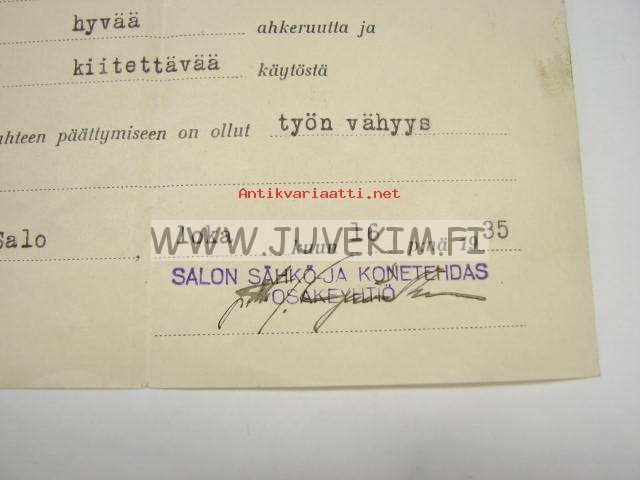 hyvää ahkeruutta ja
kiitettävää käytöstä
ahteen päättymiseen on ollut työn vähyys
Antikvariaatti.net
Salo, loka kuun 16 p:nä 1935
WWW.JUVEKIM.FI
SALON SÄHKÖ-JA KONETEHDAS
OSAKEYHTIÖ